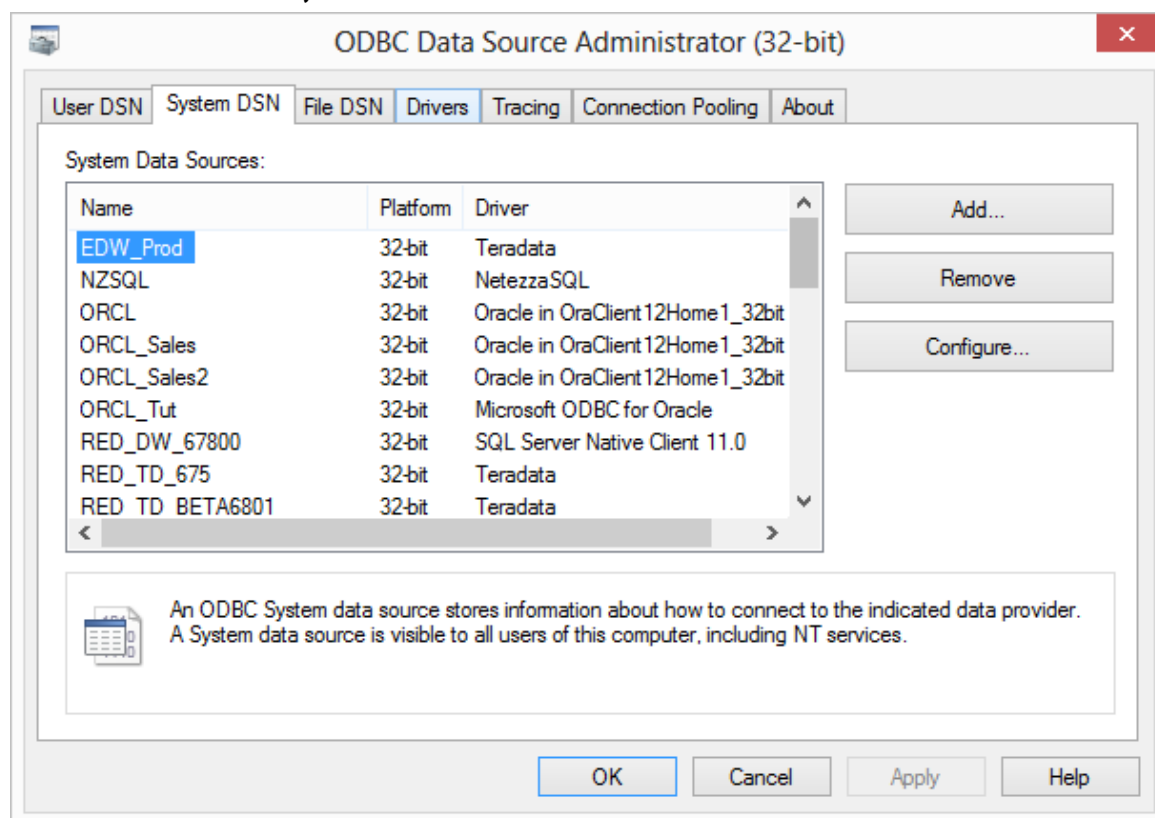 ODBC Data Source Administrator (32-bit)
User DSN System DSN File DSN Drivers Tracing Connection Pooling About
System Data Sources:
Name Platform Driver
EDW_Prod 32-bit Teradata
NZSQL 32-bit NetezzaSQL
ORCL 32-bit Oracle in OraClient12Home1_32bit
ORCL_Sales 32-bit Oracle in OraClient12Home1_32bit
ORCL_Sales2 32-bit Oracle in OraClient12Home1_32bit
ORCL_Tut 32-bit Microsoft ODBC for Oracle
RED_DW_67800 32-bit SQL Server Native Client 11.0
RED_TD_675 32-bit Teradata
RED_TD_BETA6801 32-bit Teradata
Add...
Remove
Configure...
An ODBC System data source stores information about how to connect to the indicated data provider.
A System data source is visible to all users of this computer, including NT services.
OK Cancel Apply Help